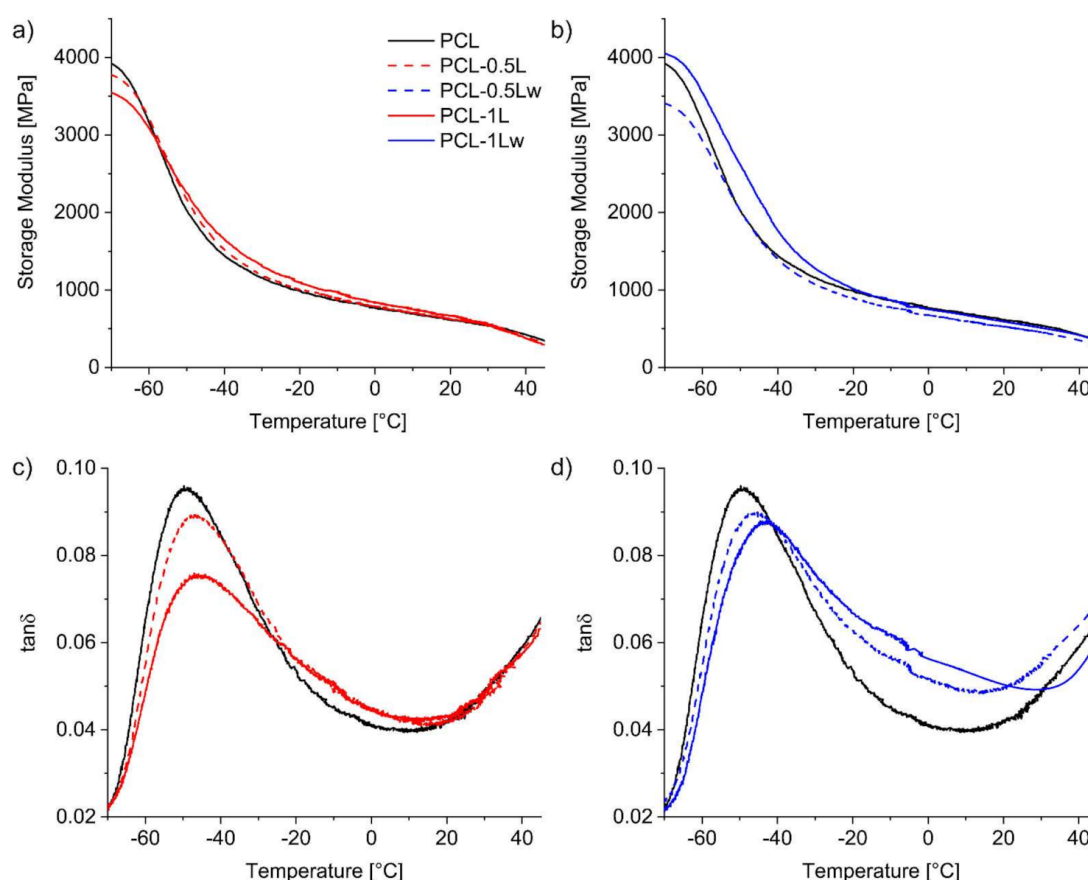 a)
PCL
PCL-0.5L
PCL-0.5Lw
PCL-1L
PCL-1Lw
4000
3000
2000
1000
0
Storage Modulus [MPa]
-60 -40 -20 0 20 40
Temperature [°C]
b)
4000
3000
2000
1000
0
Storage Modulus [MPa]
-60 -40 -20 0 20 40
Temperature [°C]
c)
0.10
0.08
0.06
0.04
0.02
tanδ
-60 -40 -20 0 20 40
Temperature [°C]
d)
0.10
0.08
0.06
0.04
0.02
tanδ
-60 -40 -20 0 20 40
Temperature [°C]